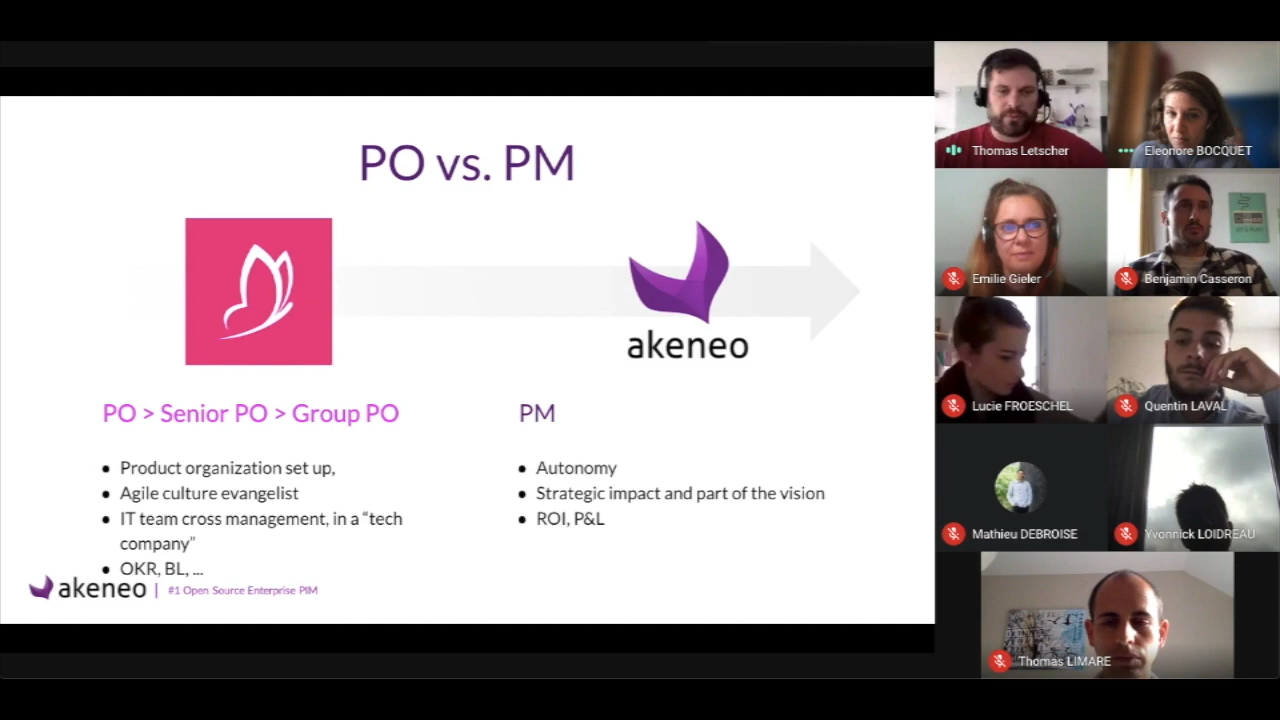 PO vs. PM
akeneo
PO > Senior PO > Group PO
Product organization set up,
Agile culture evangelist
IT team cross management, in a “tech
company”
OKR, BL, ...
PM
Autonomy
Strategic impact and part of the vision
ROI, P&L
akeneo | #1 Open Source Enterprise PIM
Thomas Letscher
Eleonore BOCQUET
Emilie Gieler
Benjamin Casseron
Lucie FROESCHEL
Quentin LAVAL
Mathieu DEBROISE
Yvonnick LOIDREAU
Thomas LIMARE